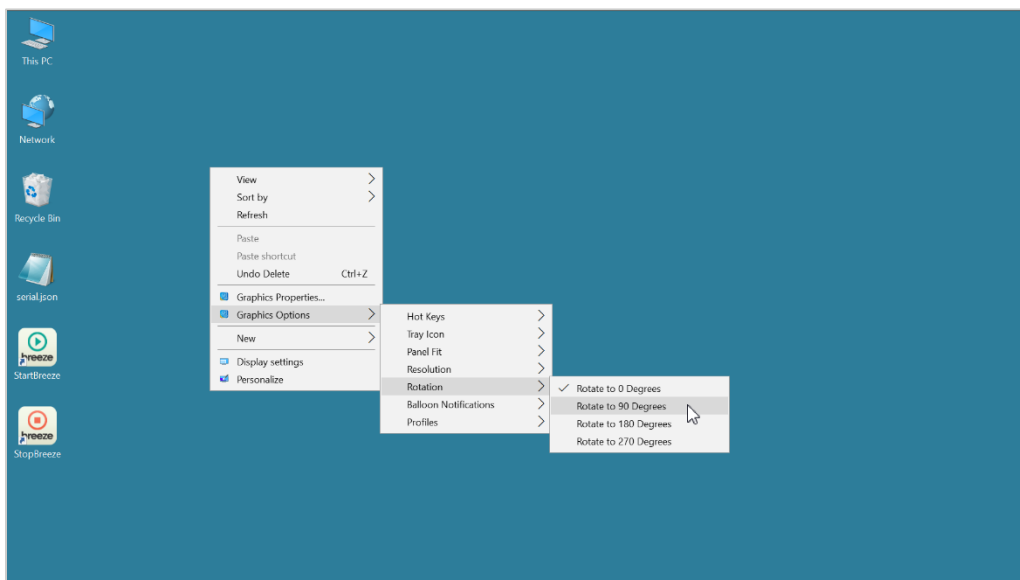 This PC
Network
Recycle Bin
serial.json
breeze
StartBreeze
breeze
StopBreeze
View
Sort by
Refresh
Paste
Paste shortcut
Undo Delete Ctrl+Z
Graphics Properties...
Graphics Options
New
Display settings
Personalize
Hot Keys
Tray Icon
Panel Fit
Resolution
Rotation
Balloon Notifications
Profiles
Rotate to 0 Degrees
Rotate to 90 Degrees
Rotate to 180 Degrees
Rotate to 270 Degrees